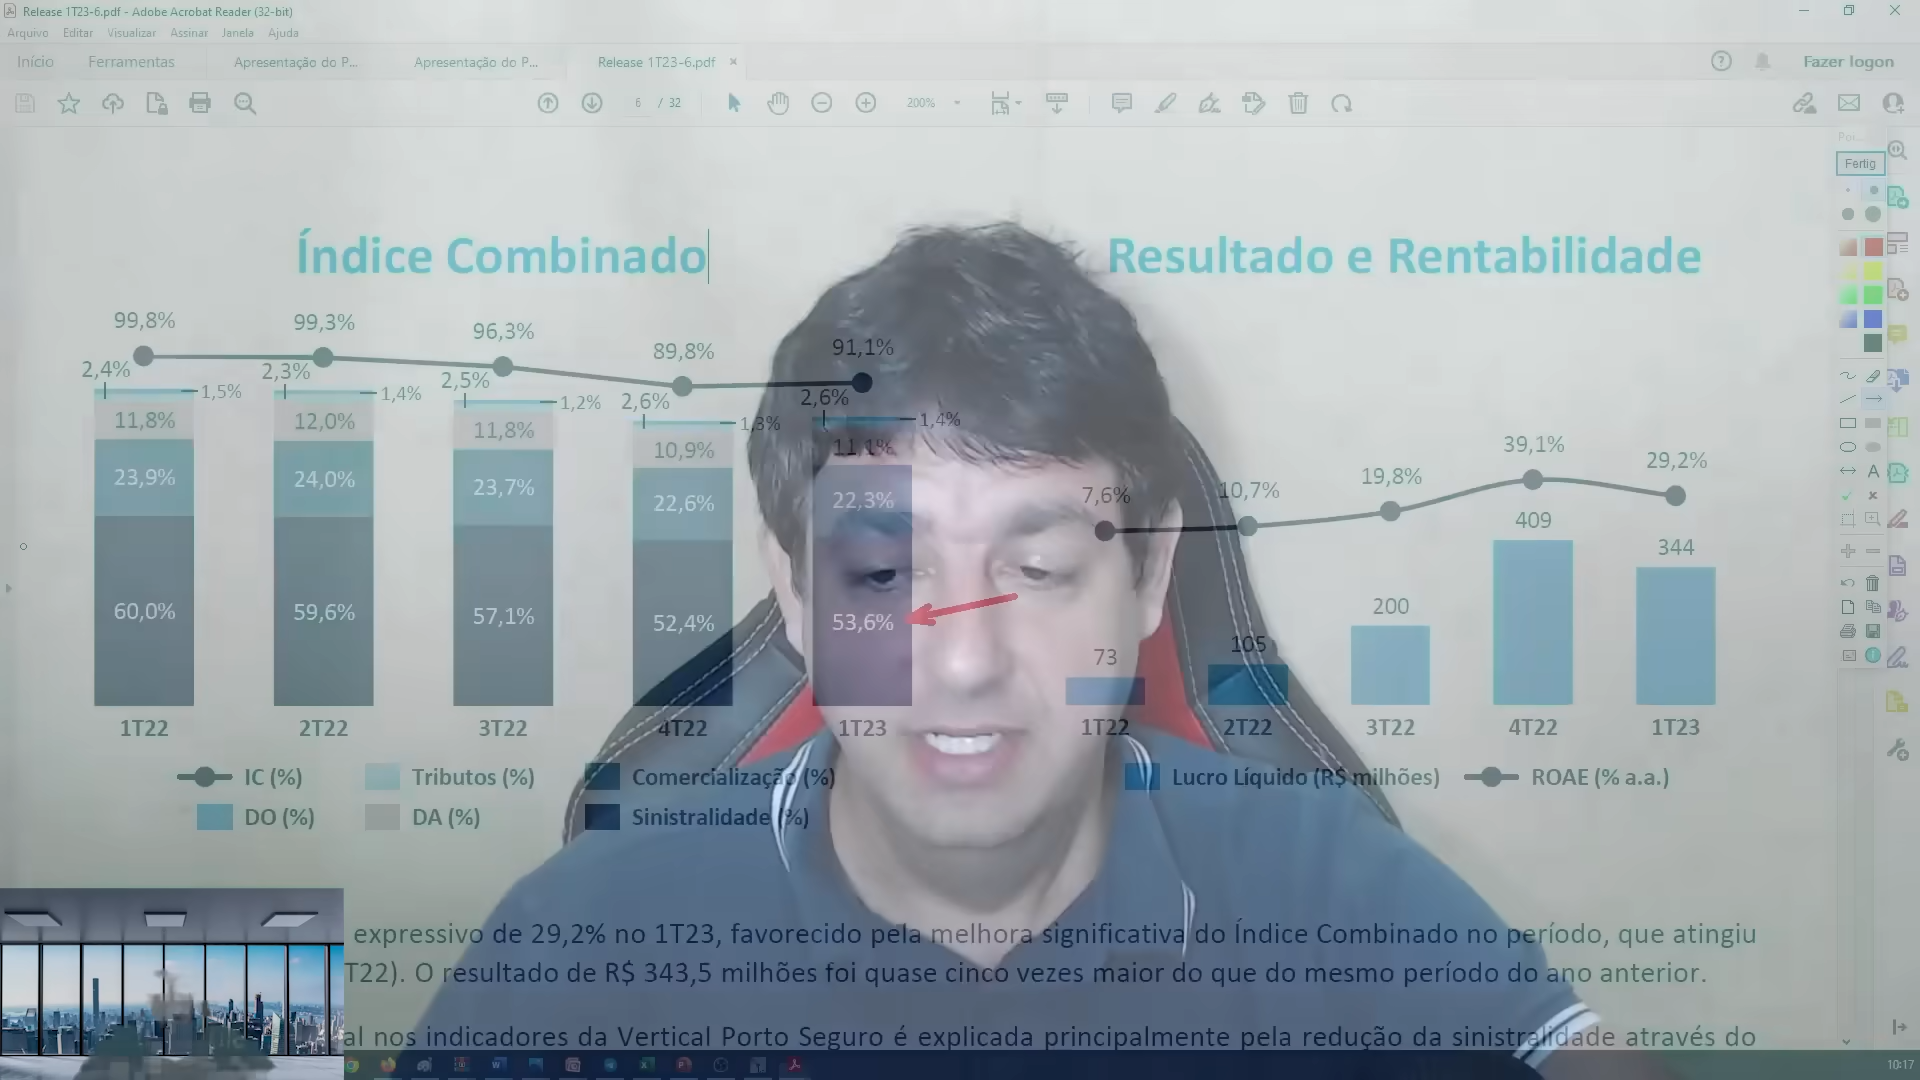 Release 1T23-6.pdf - Adobe Acrobat Reader (32-bit)
Arquivo Editar Visualizar Assinar Janela Ajuda
Início Ferramentas Apresentação do P... Apresentação do P... Release 1T23-6.pdf × Fazer logon
6 / 32 200%
Fertig
Índice Combinado
99,8% 99,3% 96,3% 89,8% 91,1%
2,4% 2,3% 2,5% 2,6% 2,6%
1,5% 1,4% 1,2% 1,3% 1,4%
11,8% 12,0% 11,8% 10,9% 11,1%
23,9% 24,0% 23,7% 22,6% 22,3%
60,0% 59,6% 57,1% 52,4% 53,6%
1T22 2T22 3T22 4T22 1T23
IC (%) Tributos (%) Comercialização (%)
DO (%) DA (%) Sinistralidade (%)
Resultado e Rentabilidade
7,6% 10,7% 19,8% 39,1% 29,2%
73 105 200 409 344
1T22 2T22 3T22 4T22 1T23
Lucro Líquido (R$ milhões) ROAE (% a.a.)
expressivo de 29,2% no 1T23, favorecido pela melhora significativa do Índice Combinado no período, que atingiu
T22). O resultado de R$ 343,5 milhões foi quase cinco vezes maior do que do mesmo período do ano anterior.
al nos indicadores da Vertical Porto Seguro é explicada principalmente pela redução da sinistralidade através do
10:17